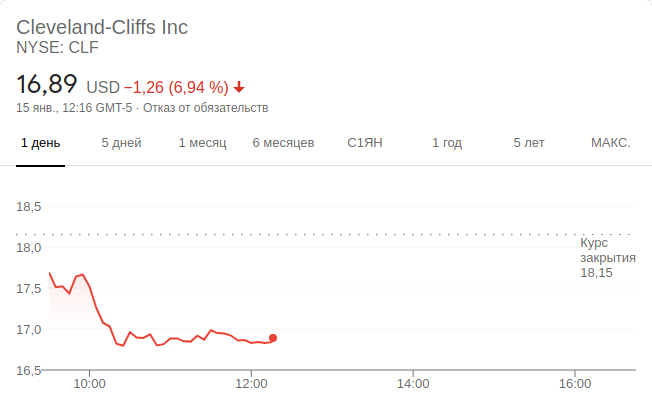 Cleveland-Cliffs Inc
NYSE: CLF
16,89 USD −1,26 (6,94 %)
15 янв., 12:16 GMT-5 · Отказ от обязательств
1 день 5 дней 1 месяц 6 месяцев С1ЯН 1 год 5 лет МАКС.
18,5
18,0
17,5
17,0
16,5
Курс
закрытия
18,15
10:00 12:00 14:00 16:00